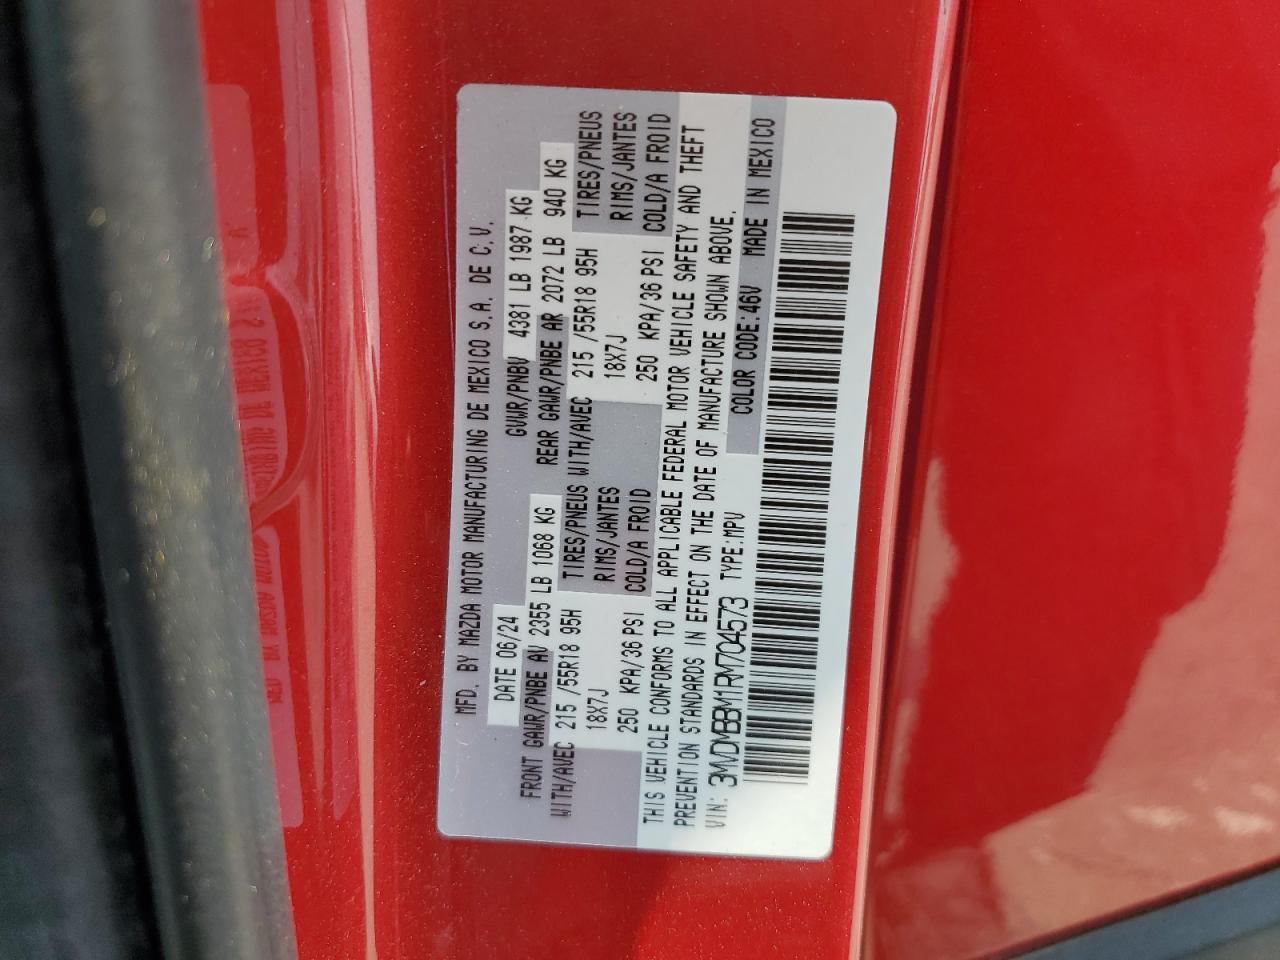 MFD. BY MAZDA MOTOR MANUFACTURING DE MEXICO S.A. DE C.V.
DATE 06/24 GVWR/PNBV 4381 LB 1987 KG
FRONT GAWR/PNBE AV 2355 LB 1068 KG REAR GAWR/PNBE AR 2072 LB 940 KG
WITH/AVEC 215 /55R18 95H TIRES/PNEUS WITH/AVEC 215 /55R18 95H TIRES/PNEUS
18X7J RIMS/JANTES 18X7J RIMS/JANTES
250 KPA/36 PSI COLD/A FROID 250 KPA/36 PSI COLD/A FROID
THIS VEHICLE CONFORMS TO ALL APPLICABLE FEDERAL MOTOR VEHICLE SAFETY AND THEFT
PREVENTION STANDARDS IN EFFECT ON THE DATE OF MANUFACTURE SHOWN ABOVE.
VIN: 3MVDMBBM1RM704573 TYPE:MPV COLOR CODE:46V MADE IN MEXICO